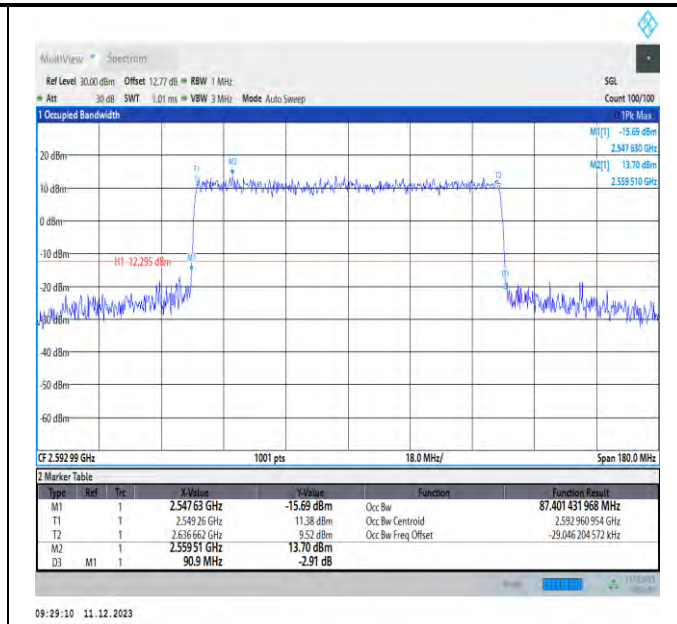 MultiView Spectrum
Ref Level 30.00 dBm Offset 12.77 dB RBW 1 MHz SGL
Att 30 dB SWT 1.01 ms VBW 3 MHz Mode Auto Sweep Count 100/100
1 Occupied Bandwidth 1Pk Max
M1[1] -15.69 dBm
2.547 630 GHz
M2[1] 13.70 dBm
2.559 510 GHz
20 dBm
M2
T1
T2
10 dBm
0 dBm
-10 dBm
H1 -12.295 dBm
M1
D3
-20 dBm
-30 dBm
-40 dBm
-50 dBm
-60 dBm
CF 2.592 99 GHz 1001 pts 18.0 MHz/ Span 180.0 MHz
2 Marker Table
Type Ref Trc X-Value Y-Value Function Function Result
M1 1 2.547 63 GHz -15.69 dBm Occ Bw 87.401 431 968 MHz
T1 1 2.549 26 GHz 11.38 dBm Occ Bw Centroid 2.592 960 954 GHz
T2 1 2.636 662 GHz 9.52 dBm Occ Bw Freq Offset -29.046 204 572 kHz
M2 1 2.559 51 GHz 13.70 dBm
D3 M1 1 90.9 MHz -2.91 dB
09:29:10 11.12.2023